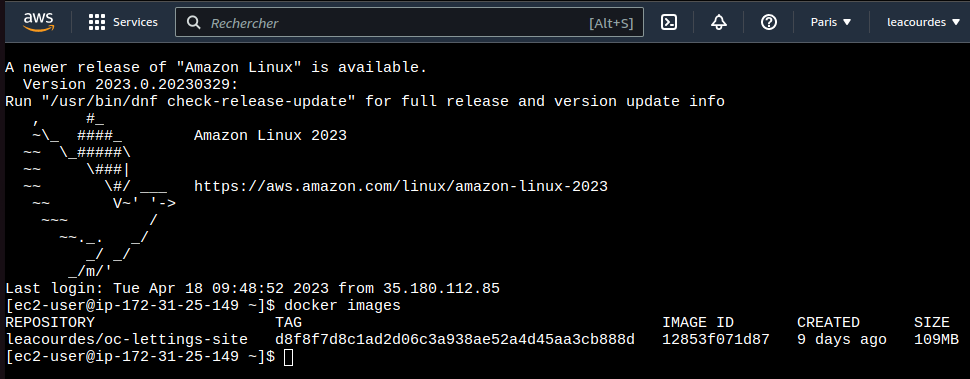 aws Services Rechercher [Alt+S] Paris ▼ leacourdes ▼
A newer release of "Amazon Linux" is available.
  Version 2023.0.20230329:
Run "/usr/bin/dnf check-release-update" for full release and version update info
   ,     #_
   ~\_  ####_        Amazon Linux 2023
  ~~  \_#####\
  ~~     \###|
  ~~       \#/ ___   https://aws.amazon.com/linux/amazon-linux-2023
   ~~       V~' '->
    ~~~         /
      ~~._.   _/
         _/ _/
       _/m/'
Last login: Tue Apr 18 09:48:52 2023 from 35.180.112.85
[ec2-user@ip-172-31-25-149 ~]$ docker images
REPOSITORY                    TAG                                        IMAGE ID       CREATED      SIZE
leacourdes/oc-lettings-site   d8f8f7d8c1ad2d06c3a938ae52a4d45aa3cb888d   12853f071d87   9 days ago   109MB
[ec2-user@ip-172-31-25-149 ~]$